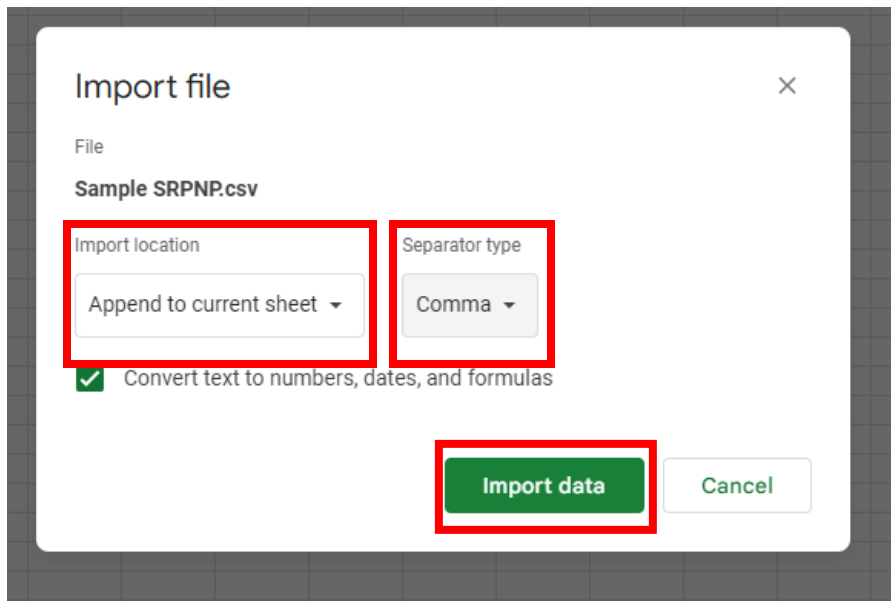 Import file
File
Sample SRPNP.csv
Import location
Separator type
Append to current sheet
Comma
Convert text to numbers, dates, and formulas
Import data
Cancel